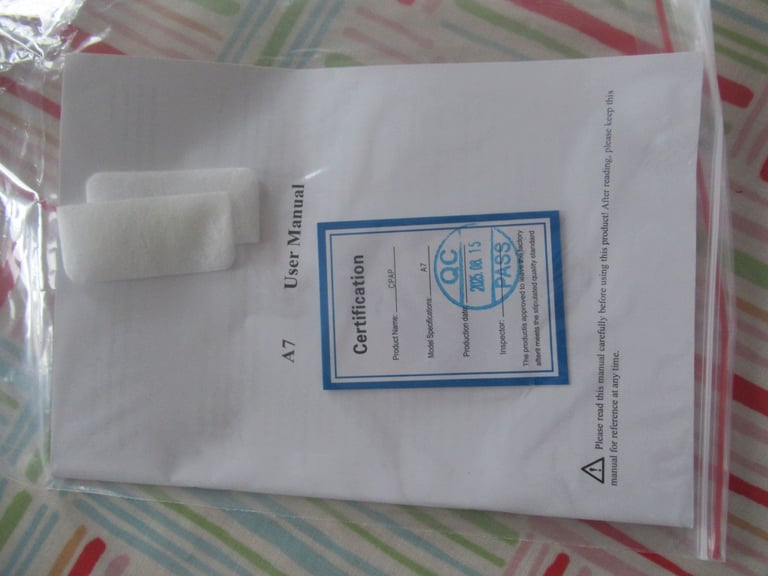 A7 User Manual
Certification
Product Name: CPAP
Model Specifications: A7
Production date:
QC
2025.08.15
PASS
Inspector:
The product is approved to leave the factory
after it meets the stipulated quality standard
Please read this manual carefully before using this product! After reading, please keep this
manual for reference at any time.